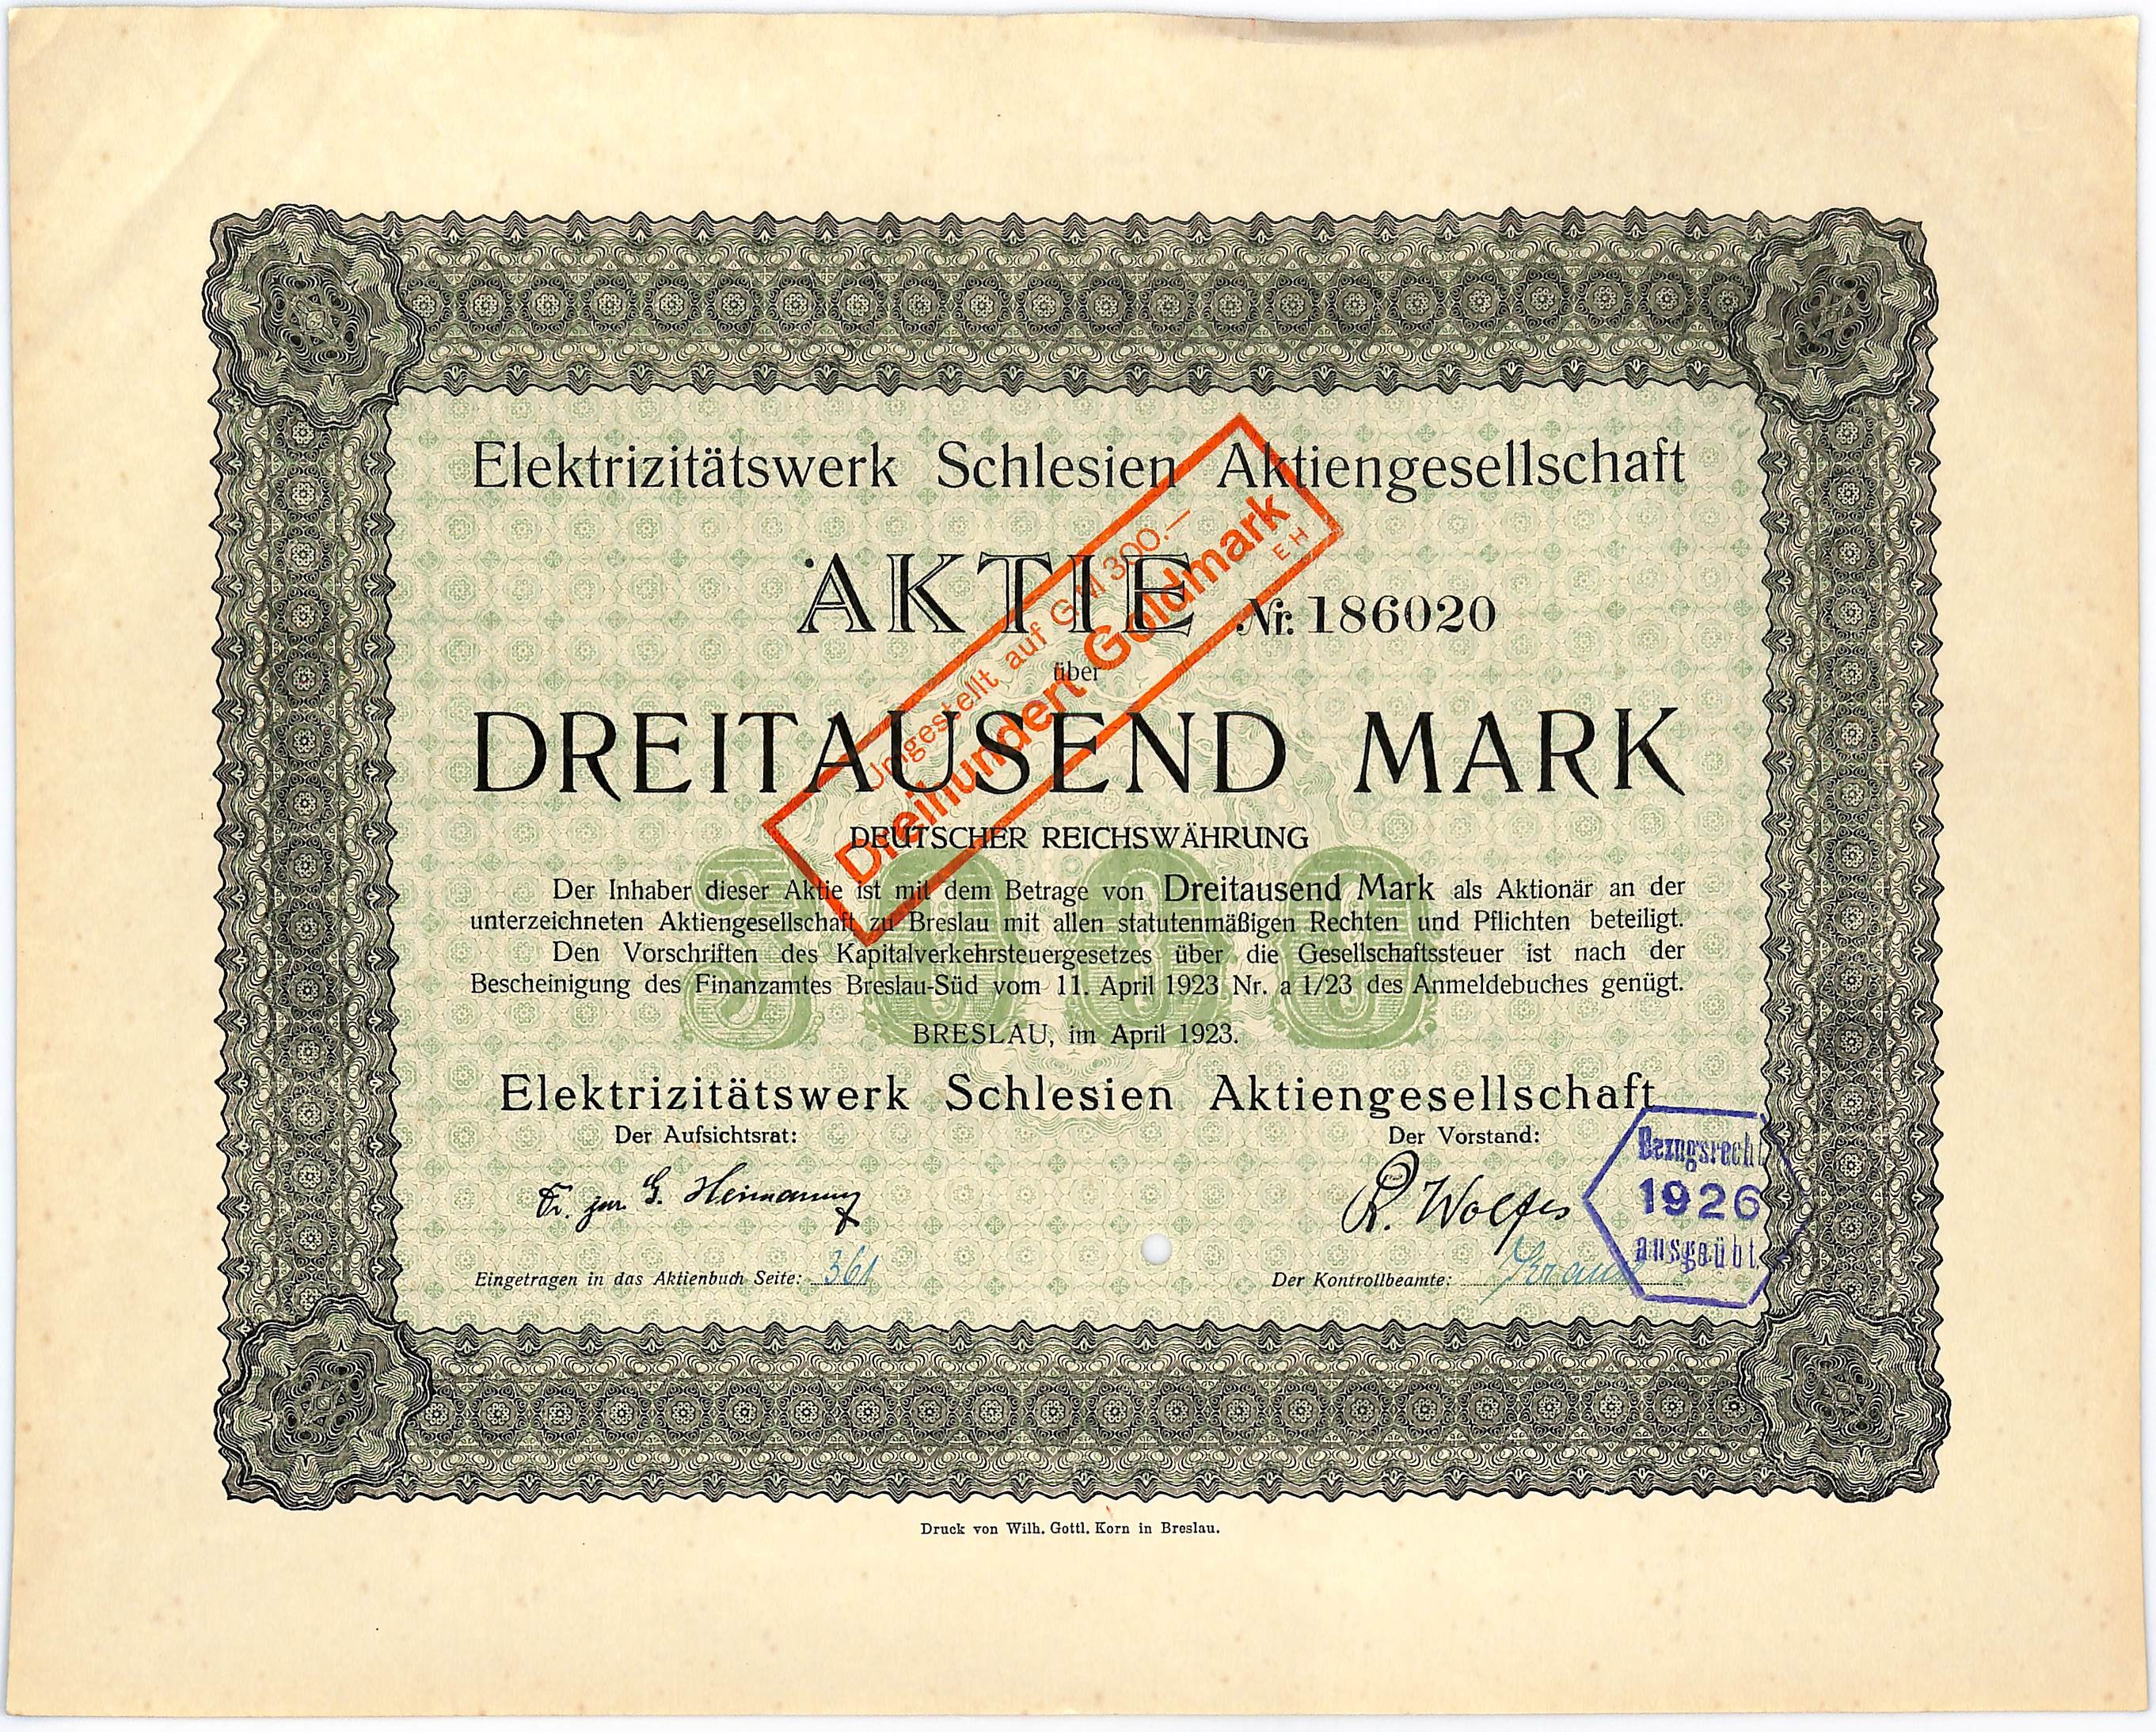 Elektrizitätswerk Schlesien Aktiengesellschaft
AKTIE Nr. 186020
über
DREITAUSEND MARK
DEUTSCHER REICHSWÄHRUNG
Umgestellt auf GM 300.—
Dreihundert Goldmark
EH
3000
Der Inhaber dieser Aktie ist mit dem Betrage von Dreitausend Mark als Aktionär an der
unterzeichneten Aktiengesellschaft zu Breslau mit allen statutenmäßigen Rechten und Pflichten beteiligt.
Den Vorschriften des Kapitalverkehrsteuergesetzes über die Gesellschaftssteuer ist nach der
Bescheinigung des Finanzamtes Breslau-Süd vom 11. April 1923 Nr. a 1/23 des Anmeldebuches genügt.
BRESLAU, im April 1923.
Elektrizitätswerk Schlesien Aktiengesellschaft
Der Aufsichtsrat:
Der Vorstand:
G. Heimann
R. Wolfes
Bezugsrecht
1926
ausgeübt
Eingetragen in das Aktienbuch Seite: 361
Der Kontrollbeamte:
Druck von Wilh. Gottl. Korn in Breslau.